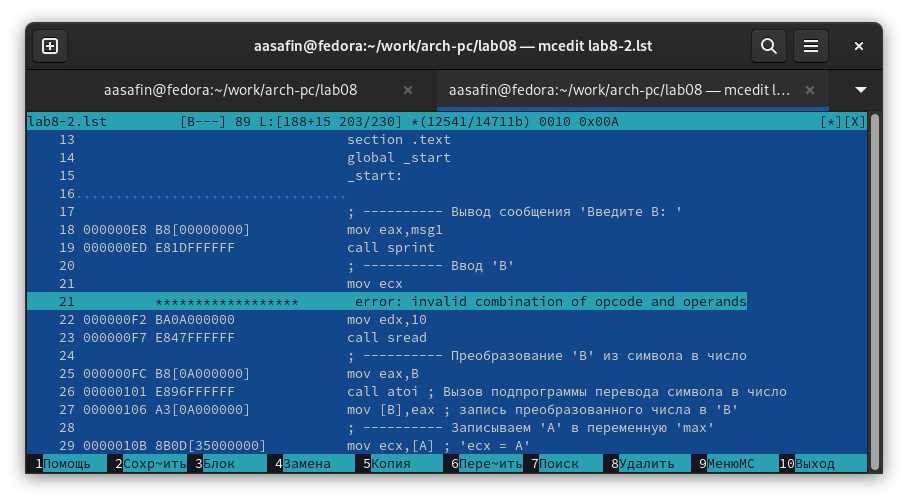 aasafin@fedora:~/work/arch-pc/lab08 — mcedit lab8-2.lst
aasafin@fedora:~/work/arch-pc/lab08 × aasafin@fedora:~/work/arch-pc/lab08 — mcedit l… ×
lab8-2.lst [B---] 89 L:[188+15 203/230] *(12541/14711b) 0010 0x00A [*][X]
13 section .text
14 global _start
15 _start:
16..................................
17 ; ---------- Вывод сообщения 'Введите B: '
18 000000E8 B8[00000000] mov eax,msg1
19 000000ED E81DFFFFFF call sprint
20 ; ---------- Ввод 'B'
21 mov ecx
21 ****************** error: invalid combination of opcode and operands
22 000000F2 BA0A000000 mov edx,10
23 000000F7 E847FFFFFF call sread
24 ; ---------- Преобразование 'B' из символа в число
25 000000FC B8[0A000000] mov eax,B
26 00000101 E896FFFFFF call atoi ; Вызов подпрограммы перевода символа в число
27 00000106 A3[0A000000] mov [B],eax ; запись преобразованного числа в 'B'
28 ; ---------- Записываем 'A' в переменную 'max'
29 0000010B 8B0D[35000000] mov ecx,[A] ; 'ecx = A'
1Помощь 2Сохр~ить 3Блок 4Замена 5Копия 6Пере~ить 7Поиск 8Удалить 9МенюMC 10Выход